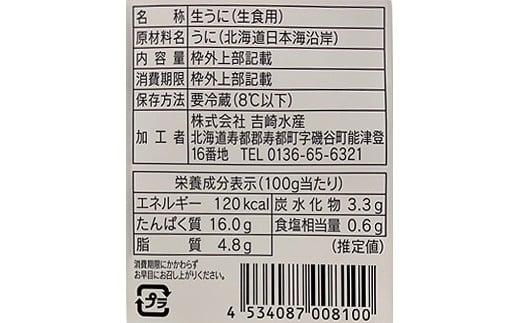 名称 生うに(生食用)
原材料名 うに(北海道日本海沿岸)
内容量 枠外上部記載
消費期限 枠外上部記載
保存方法 要冷蔵(8℃以下)
加工者 株式会社 吉崎水産
北海道寿都郡寿都町字磯谷町能津登
16番地 TEL 0136-65-6321
栄養成分表示(100g当たり)
エネルギー 120kcal 炭水化物 3.3g
たんぱく質 16.0g 食塩相当量 0.6g
脂質 4.8g (推定値)
消費期限にかかわらず
お早目にお召し上がりください。
プラ
4 534087 008100